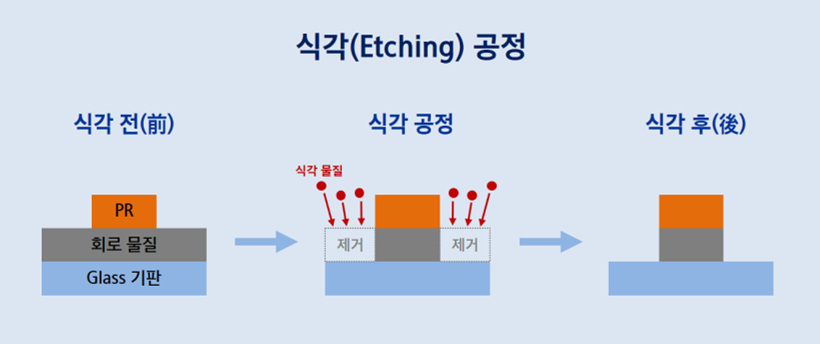 식각(Etching) 공정
식각 전(前)
식각 공정
식각 후(後)
식각 물질
PR
회로 물질
제거
제거
Glass 기판